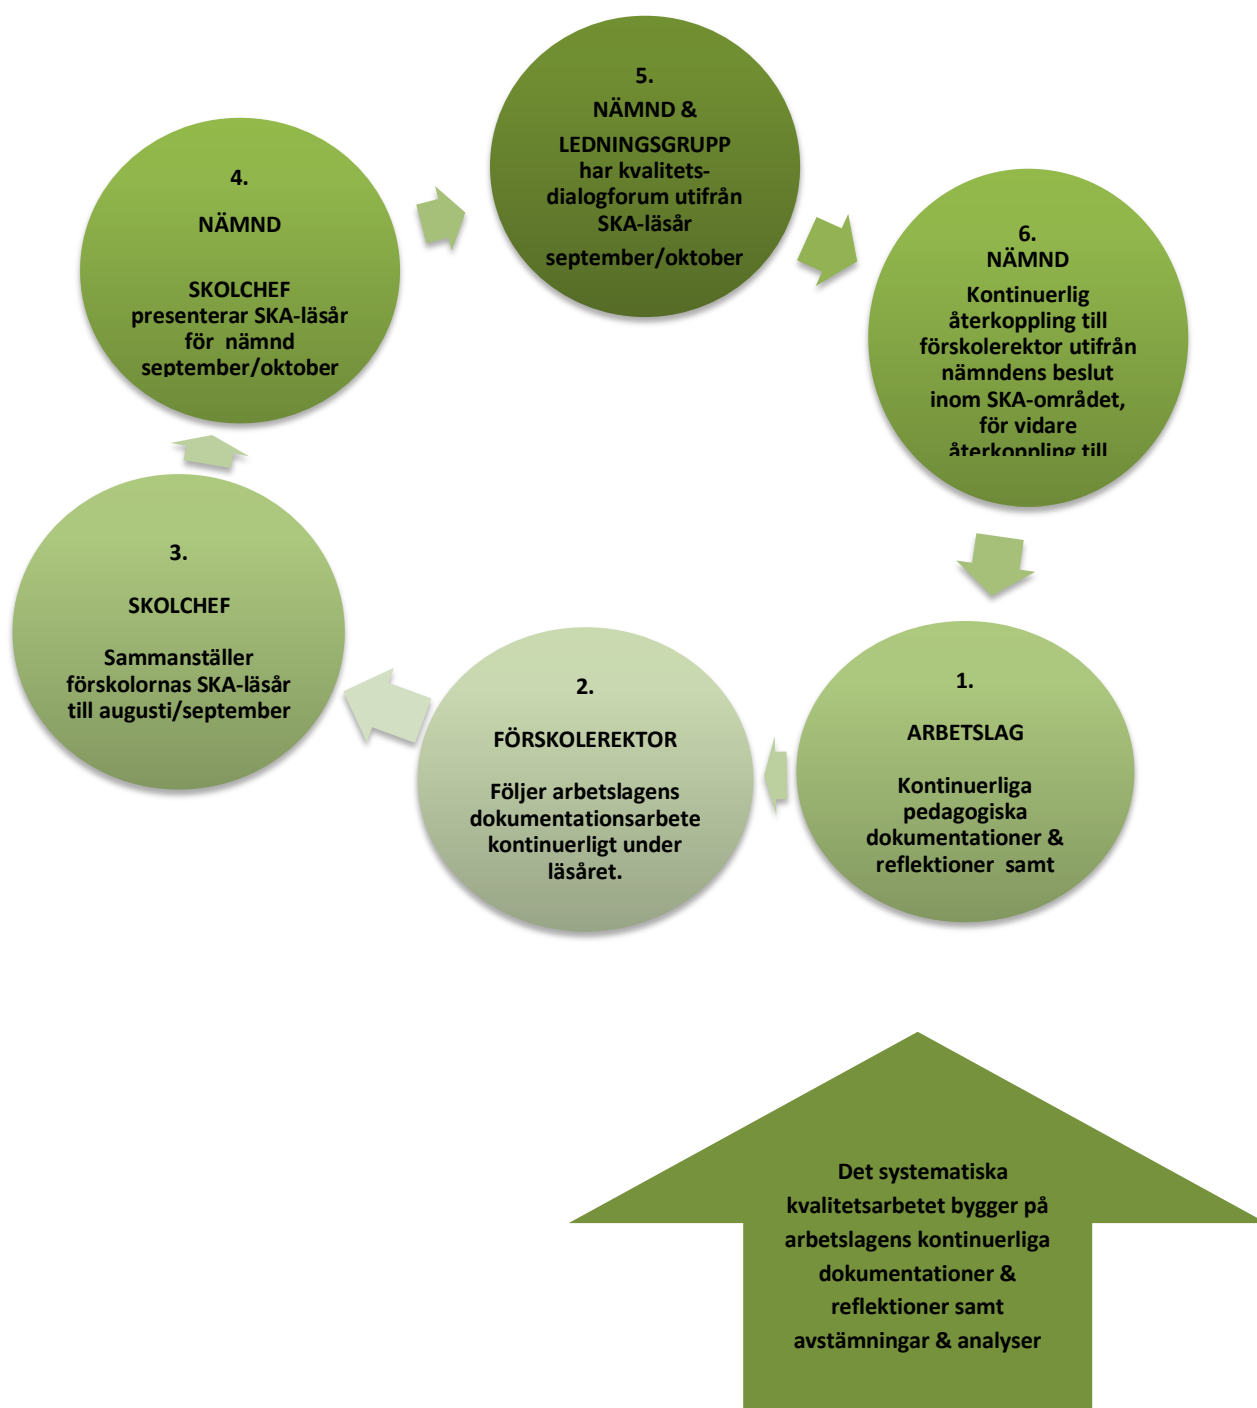 5.
NÄMND &
LEDNINGSGRUPP
har kvalitets-
dialogforum utifrån
SKA-läsår
september/oktober
4.
NÄMND
SKOLCHEF
presenterar SKA-läsår
för nämnd
september/oktober
6.
NÄMND
Kontinuerlig
återkoppling till
förskolerektor utifrån
nämndens beslut
inom SKA-området,
för vidare
återkoppling till
3.
SKOLCHEF
Sammanställer
förskolornas SKA-läsår
till augusti/september
2.
FÖRSKOLEREKTOR
Följer arbetslagens
dokumentationsarbete
kontinuerligt under
läsåret.
1.
ARBETSLAG
Kontinuerliga
pedagogiska
dokumentationer &
reflektioner samt
Det systematiska
kvalitetsarbetet bygger på
arbetslagens kontinuerliga
dokumentationer &
reflektioner samt
avstämningar & analyser